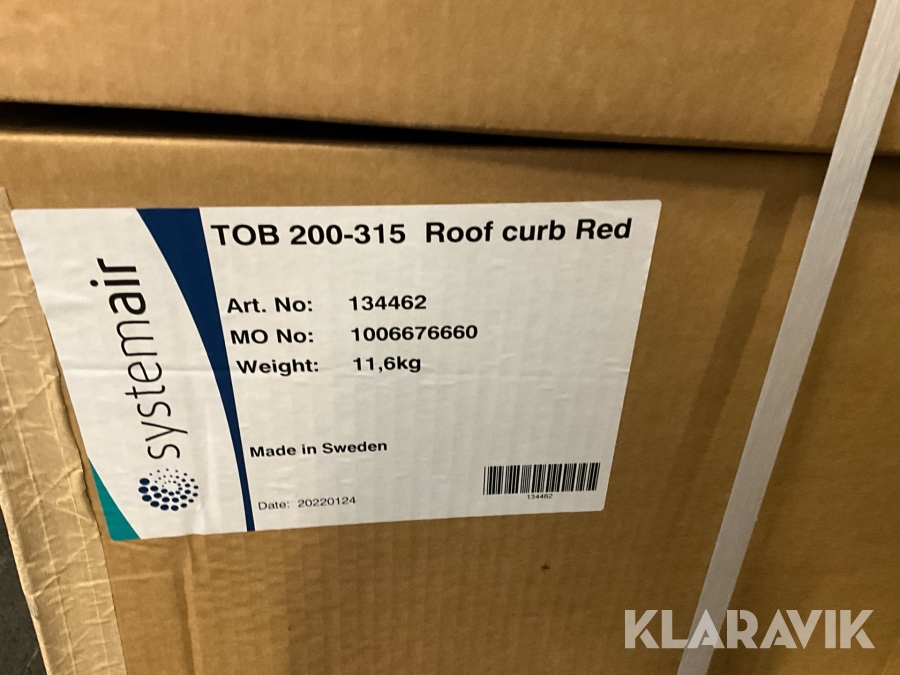 TOB 200-315 Roof curb Red
systemair
Art. No: 134462
MO No: 1006676660
Weight: 11,6kg
Made in Sweden
Date: 20220124
134462
KLARAVIK